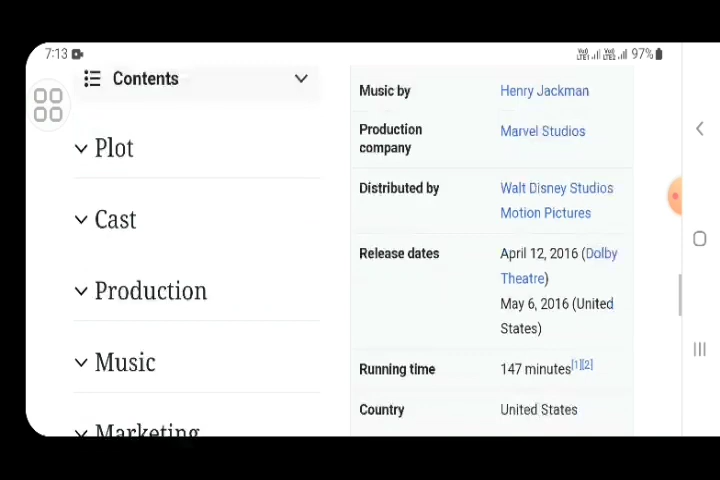 7:13
97%
Contents
Plot
Cast
Production
Music
Marketing
Music by Henry Jackman
Production Marvel Studios
company
Distributed by Walt Disney Studios
Motion Pictures
Release dates April 12, 2016 (Dolby
Theatre)
May 6, 2016 (United
States)
Running time 147 minutes[1][2]
Country United States